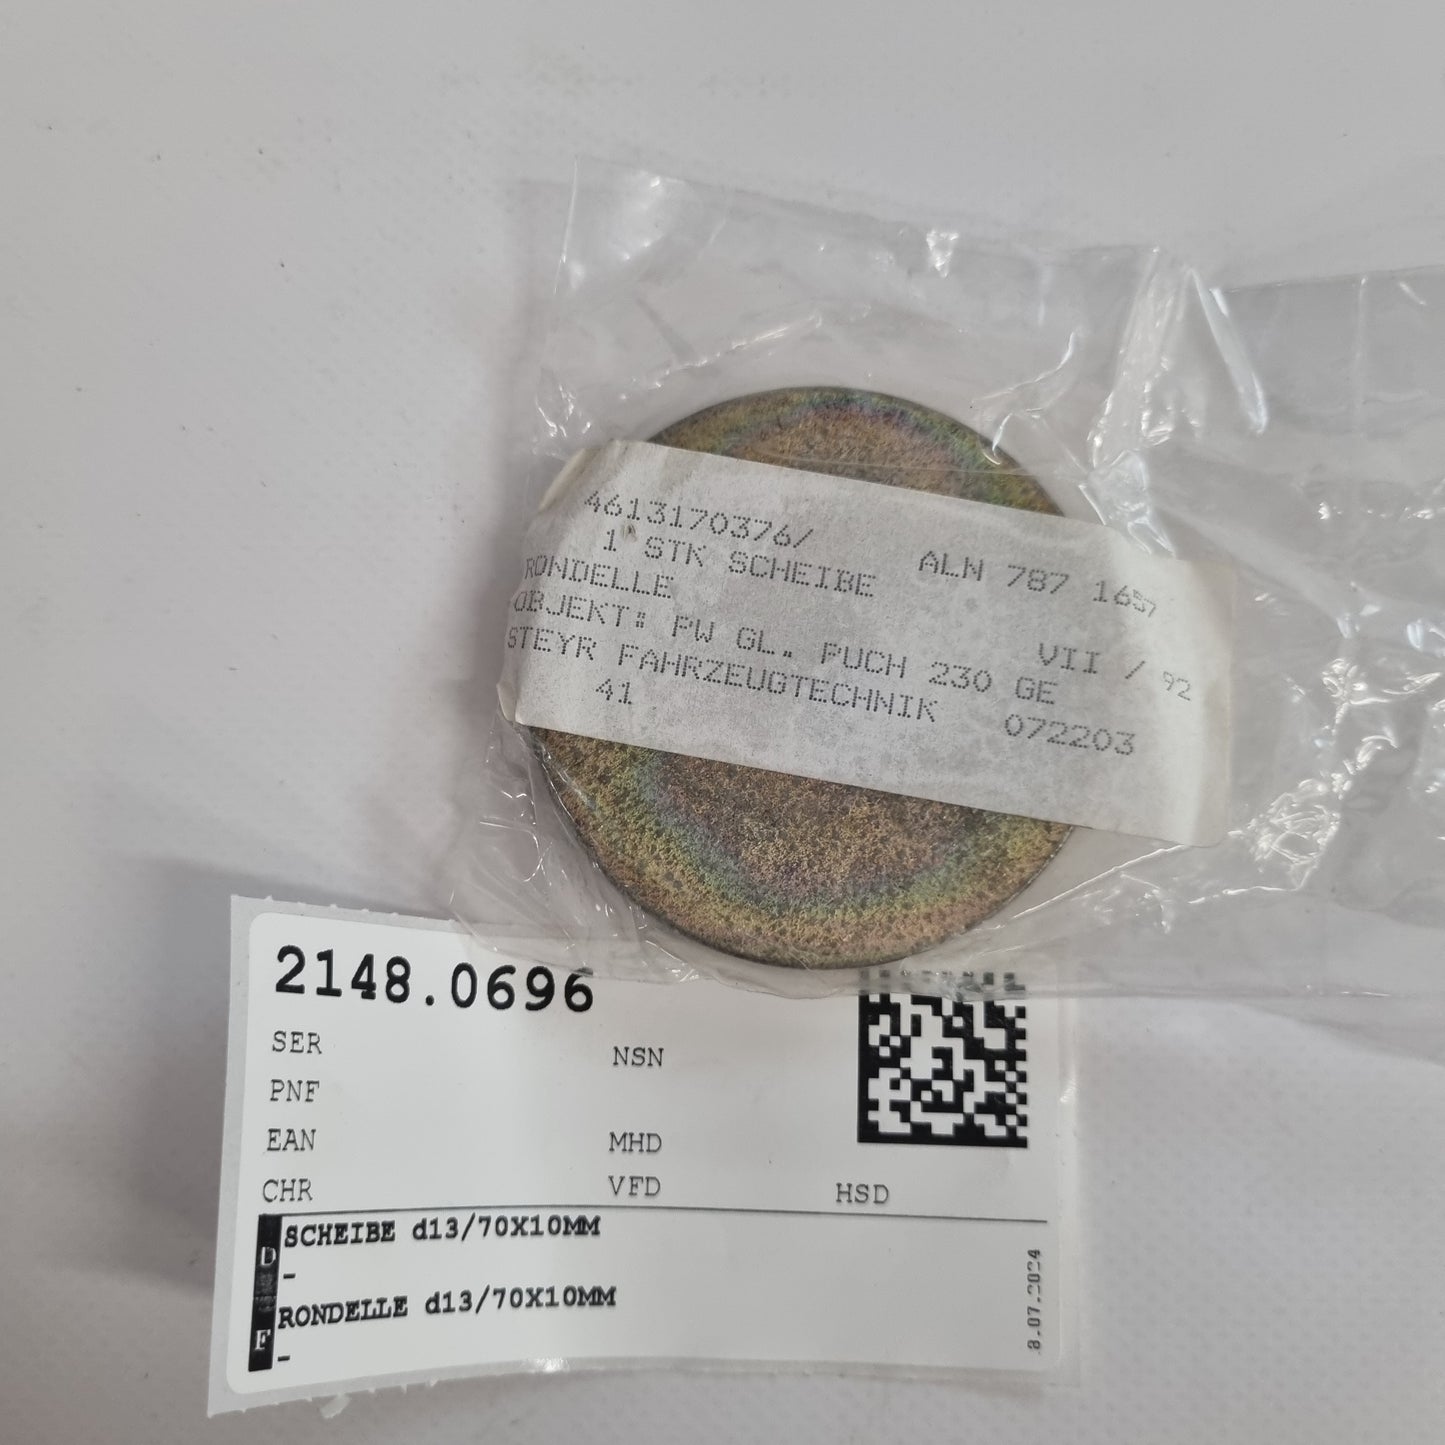 4613170376/ ALN 787 1657
1 STK SCHEIBE
RONDELLE VII / 92
OBJEKT: PW GL. PUCH 230 GE
STEYR FAHRZEUGTECHNIK 072203
41
2148.0696
SER NSN
PNF
EAN MHD
CHR VFD HSD
D SCHEIBE d13/70X10MM
-
F RONDELLE d13/70X10MM
-
8.07.2024